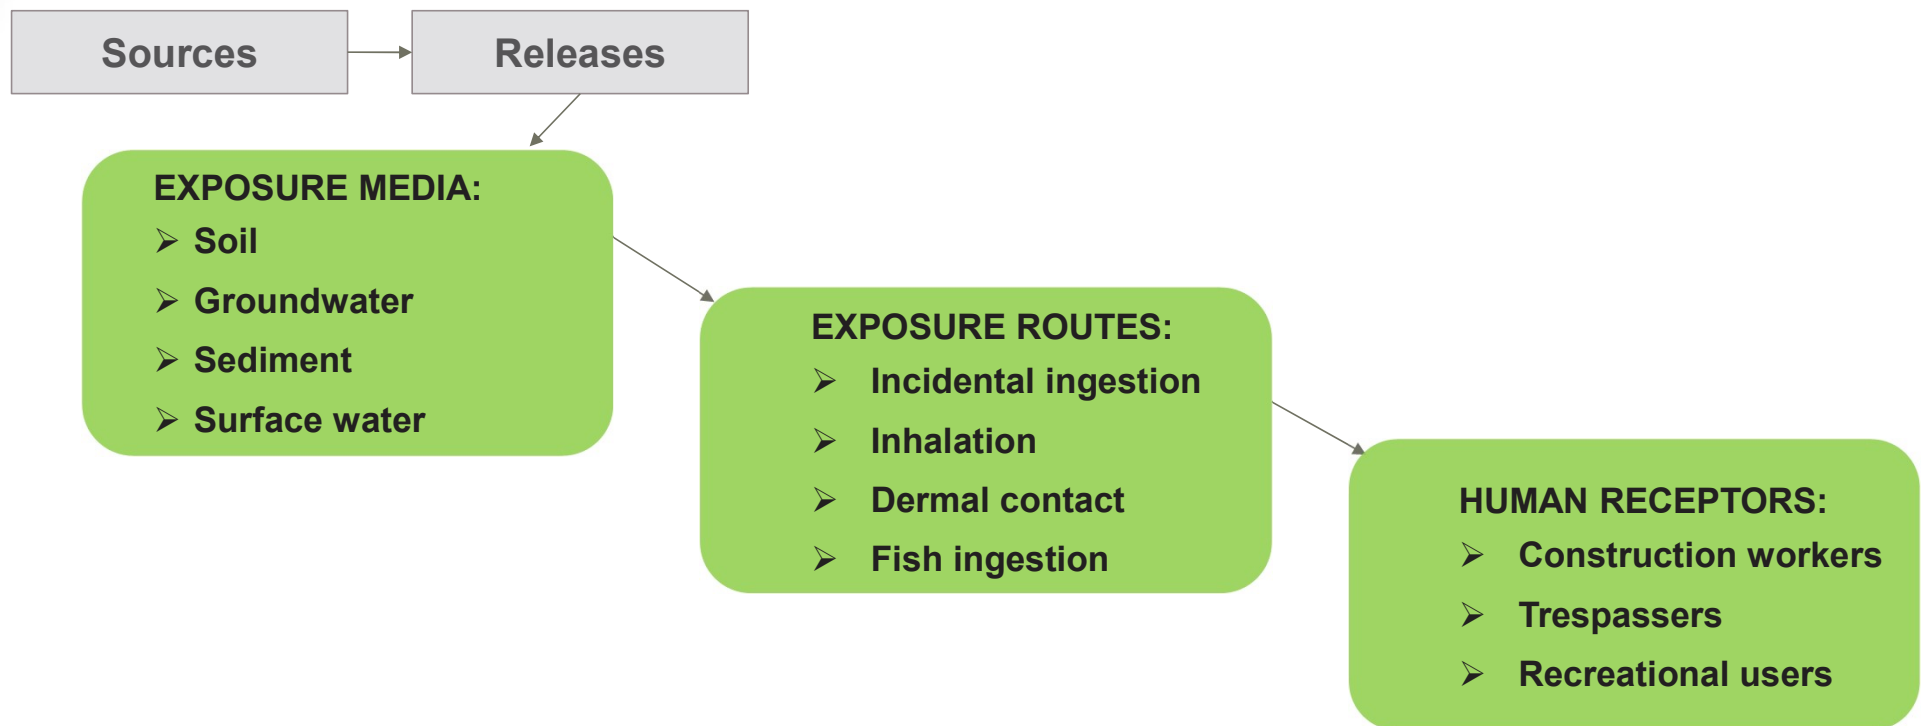 Sources
Releases
EXPOSURE MEDIA:
➢ Soil
➢ Groundwater
➢ Sediment
➢ Surface water
EXPOSURE ROUTES:
➢ Incidental ingestion
➢ Inhalation
➢ Dermal contact
➢ Fish ingestion
HUMAN RECEPTORS:
➢ Construction workers
➢ Trespassers
➢ Recreational users